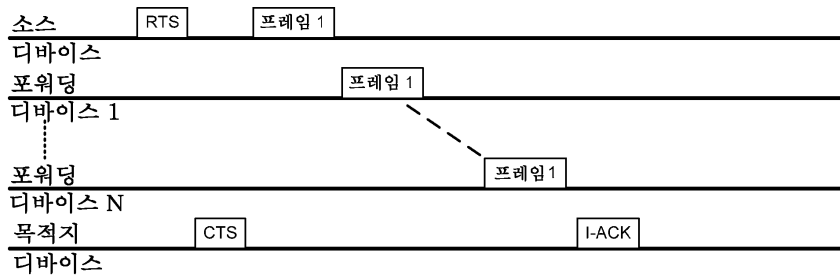 소스 RTS 프레임 1
디바이스
포워딩 프레임 1
디바이스 1
포워딩 프레임1
디바이스 N
목적지 CTS I-ACK
디바이스